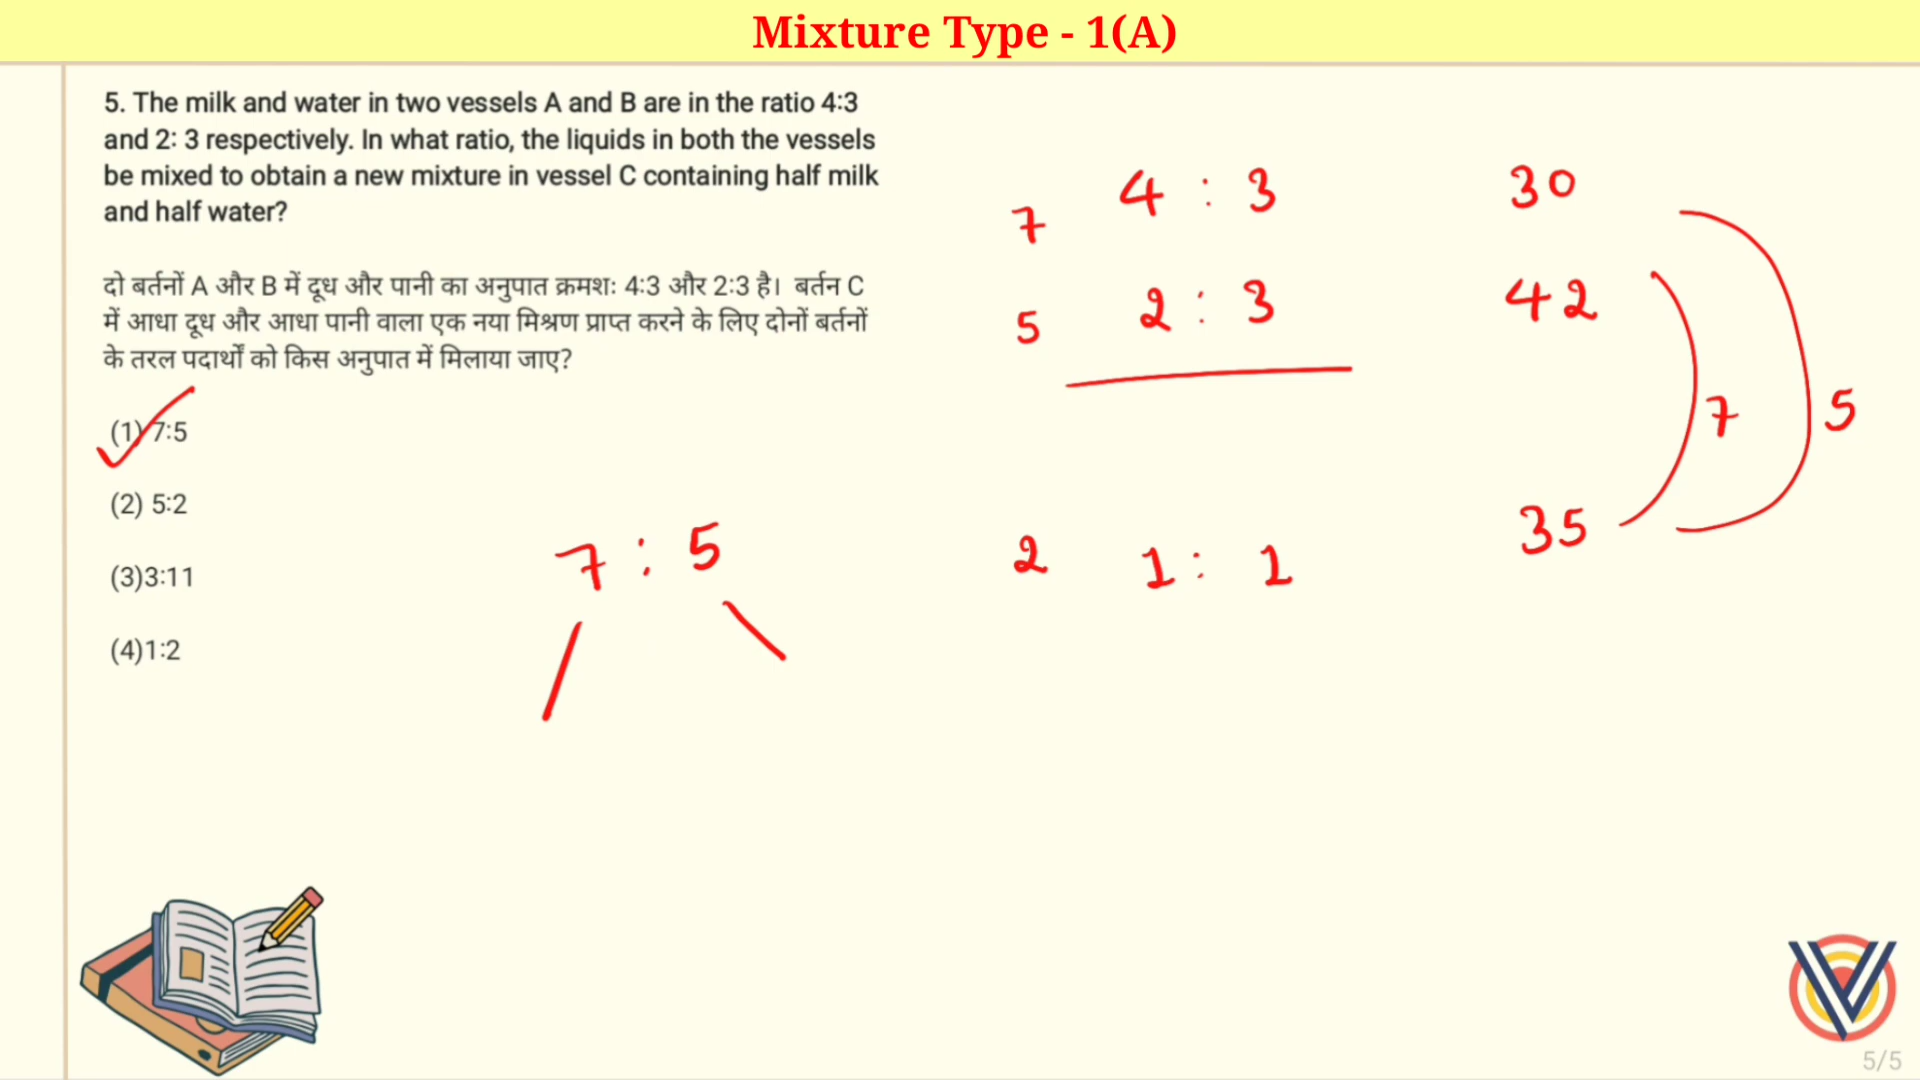 Mixture Type - 1(A)
5. The milk and water in two vessels A and B are in the ratio 4:3
and 2: 3 respectively. In what ratio, the liquids in both the vessels
be mixed to obtain a new mixture in vessel C containing half milk
and half water?
दो बर्तनों A और B में दूध और पानी का अनुपात क्रमशः 4:3 और 2:3 है। बर्तन C
में आधा दूध और आधा पानी वाला एक नया मिश्रण प्राप्त करने के लिए दोनों बर्तनों
के तरल पदार्थों को किस अनुपात में मिलाया जाए?
(1) 7:5
(2) 5:2
(3)3:11
(4)1:2
7 : 5
7 4 : 3 30
5 2 : 3 42
7 5
2 1 : 1 35
5/5